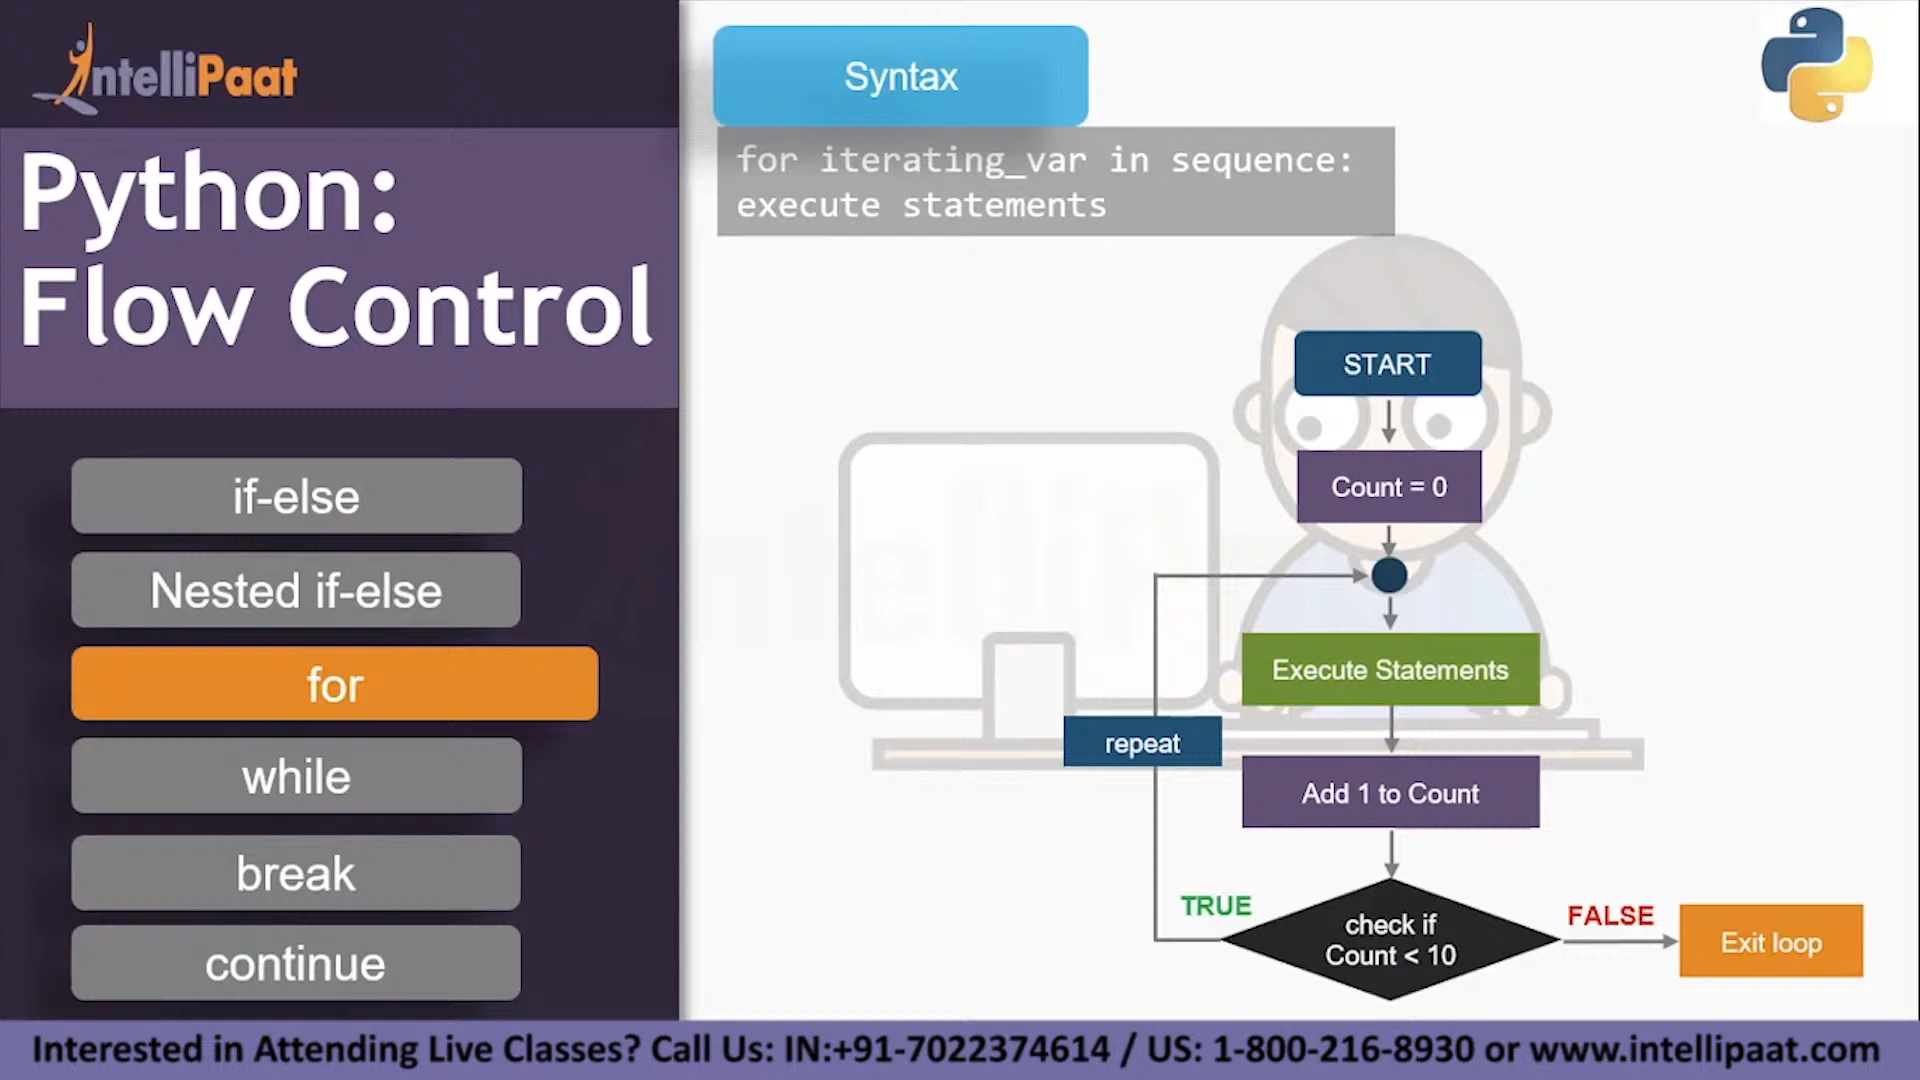 IntelliPaat
Python:
Flow Control
if-else
Nested if-else
for
while
break
continue
Syntax
for iterating_var in sequence:
execute statements
START
Count = 0
Execute Statements
repeat
Add 1 to Count
TRUE
check if
Count < 10
FALSE
Exit loop
Interested in Attending Live Classes? Call Us: IN:+91-7022374614 / US: 1-800-216-8930 or www.intellipaat.com